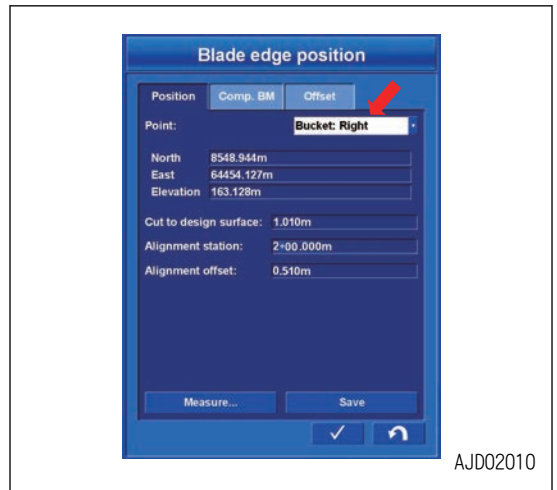 Blade edge position
Position Comp. BM Offset
Point: Bucket: Right
North 8548.944m
East 64454.127m
Elevation 163.128m
Cut to design surface: 1.010m
Alignment station: 2+00.000m
Alignment offset: 0.510m
Measure... Save
AJD02010